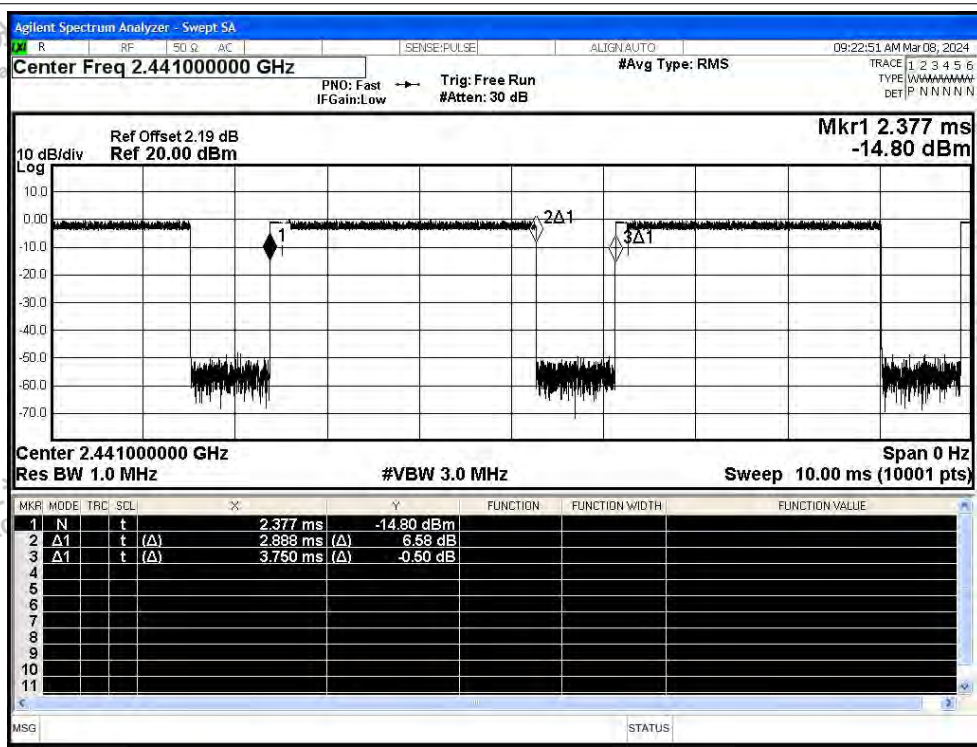 Agilent Spectrum Analyzer - Swept SA
R RF 50 Ω AC SENSE:PULSE ALIGN AUTO 09:22:51 AM Mar 08, 2024
Center Freq 2.441000000 GHz #Avg Type: RMS TRACE 1 2 3 4 5 6
PNO: Fast Trig: Free Run TYPE WWWWWW
IFGain:Low #Atten: 30 dB DET P N N N N N
Mkr1 2.377 ms
Ref Offset 2.19 dB
10 dB/div Ref 20.00 dBm -14.80 dBm
Log
10.0
0.00
2Δ1
1
3Δ1
-10.0
-20.0
-30.0
-40.0
-50.0
-60.0
-70.0
Center 2.441000000 GHz Span 0 Hz
Res BW 1.0 MHz #VBW 3.0 MHz Sweep 10.00 ms (10001 pts)
MKR MODE TRC SCL X Y FUNCTION FUNCTION WIDTH FUNCTION VALUE
1 N t 2.377 ms -14.80 dBm
2 Δ1 t (Δ) 2.888 ms (Δ) 6.58 dB
3 Δ1 t (Δ) 3.750 ms (Δ) -0.50 dB
4
5
6
7
8
9
10
11
MSG STATUS